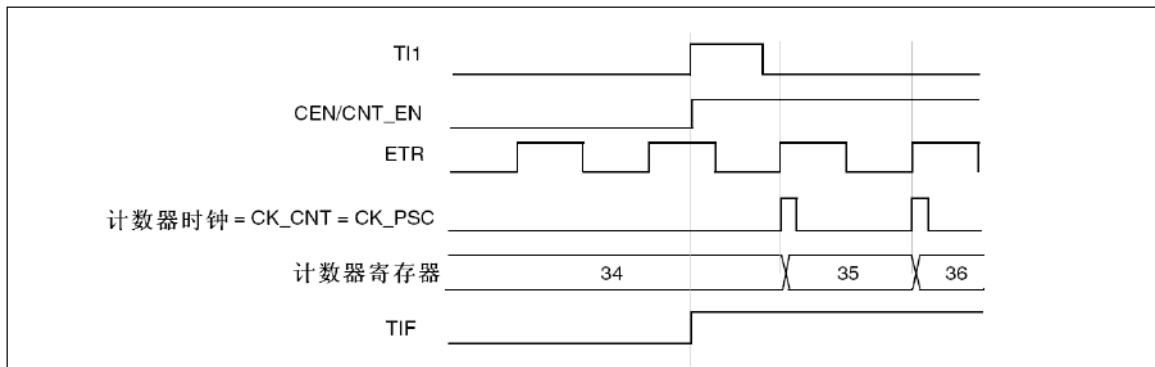 TI1
CEN/CNT_EN
ETR
计数器时钟 = CK_CNT = CK_PSC
计数器寄存器 34 35 36
TIF